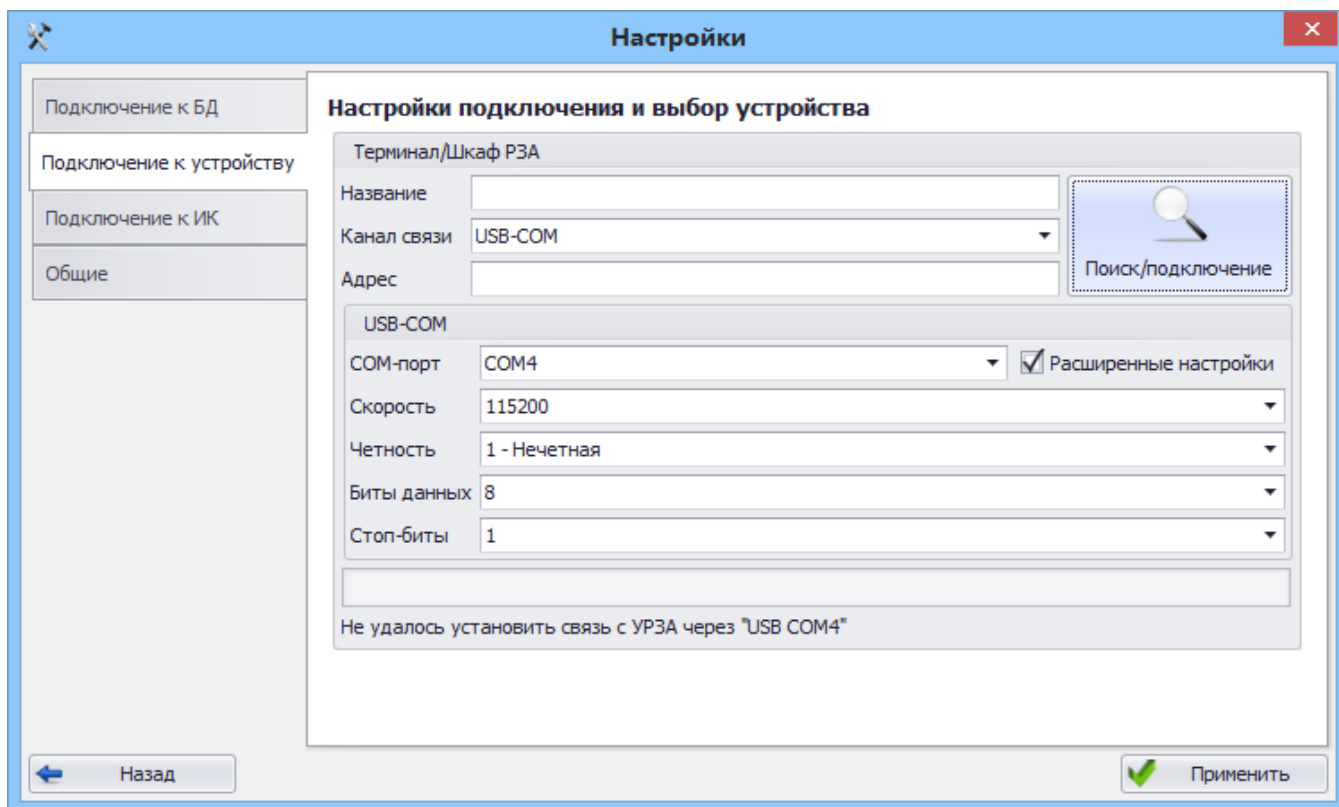 Настройки
Подключение к БД
Подключение к устройству
Подключение к ИК
Общие
Настройки подключения и выбор устройства
Терминал/Шкаф РЗА
Название
Канал связи USB-COM
Адрес
Поиск/подключение
USB-COM
COM-порт COM4 Расширенные настройки
Скорость 115200
Четность 1 - Нечетная
Биты данных 8
Стоп-биты 1
Не удалось установить связь с УРЗА через "USB COM4"
Назад Применить